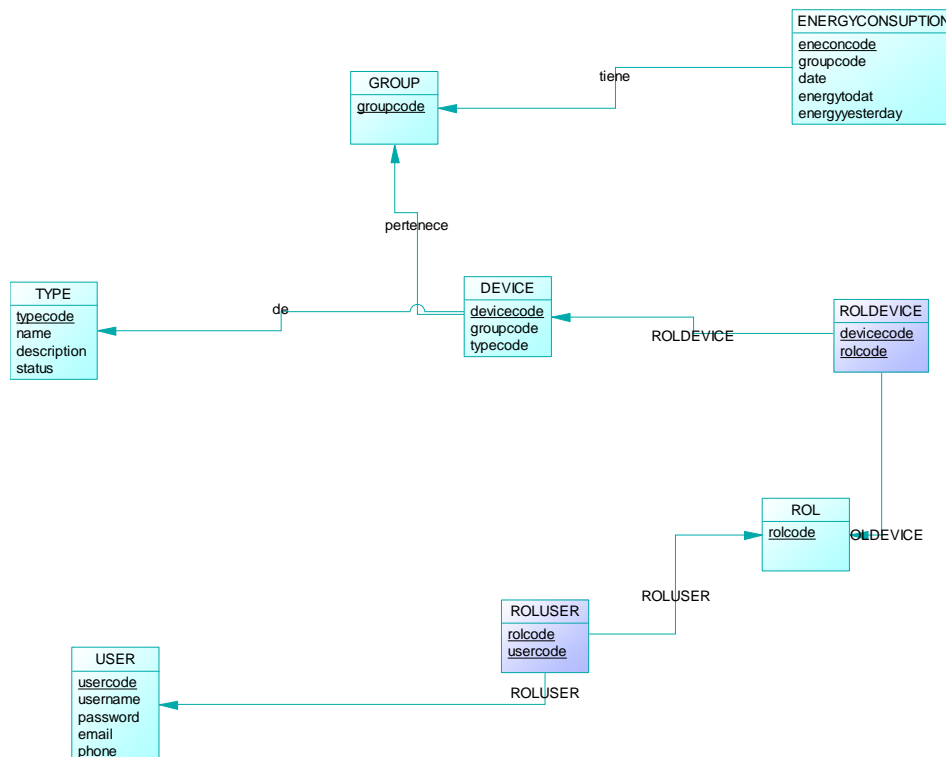 ENERGYCONSUPTION
eneconcode
groupcode
date
energytodat
energyyesterday
tiene
GROUP
groupcode
pertenece
TYPE
typecode
name
description
status
de
DEVICE
devicecode
groupcode
typecode
ROLDEVICE
ROLDEVICE
devicecode
rolcode
ROL
rolcode
OLDEVICE
ROLUSER
ROLUSER
rolcode
usercode
ROLUSER
USER
usercode
username
password
email
phone